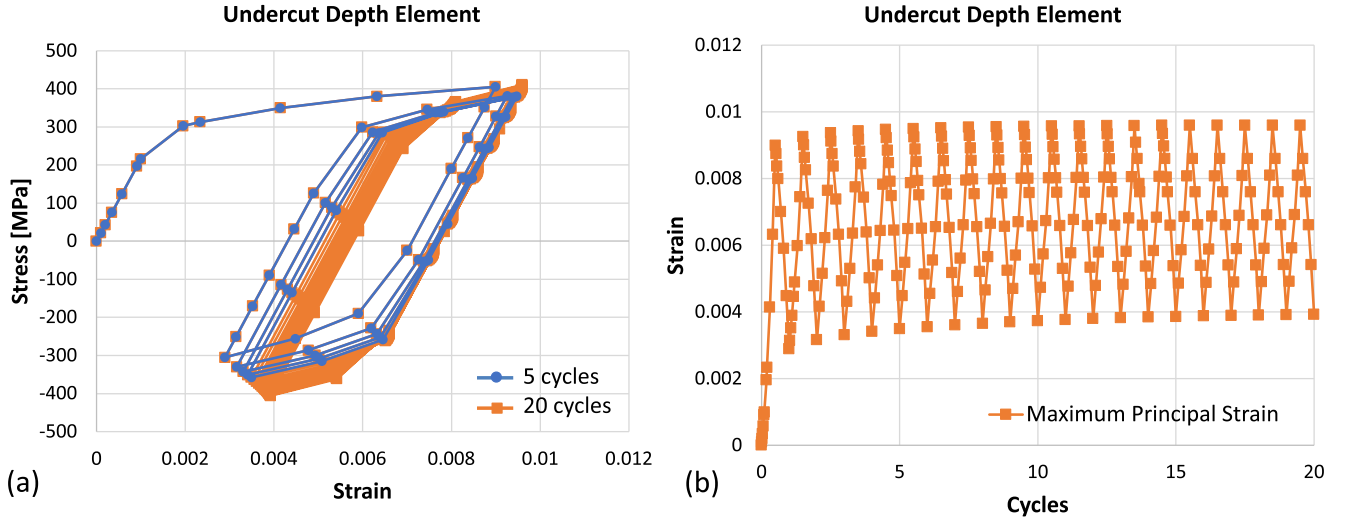 Undercut Depth Element
500
400
300
200
100
0
-100
-200
-300
-400
-500
Stress [MPa]
0 0.002 0.004 0.006 0.008 0.01 0.012
Strain
5 cycles
20 cycles
(a)
Undercut Depth Element
0.012
0.01
0.008
0.006
0.004
0.002
0
Strain
0 5 10 15 20
Cycles
Maximum Principal Strain
(b)